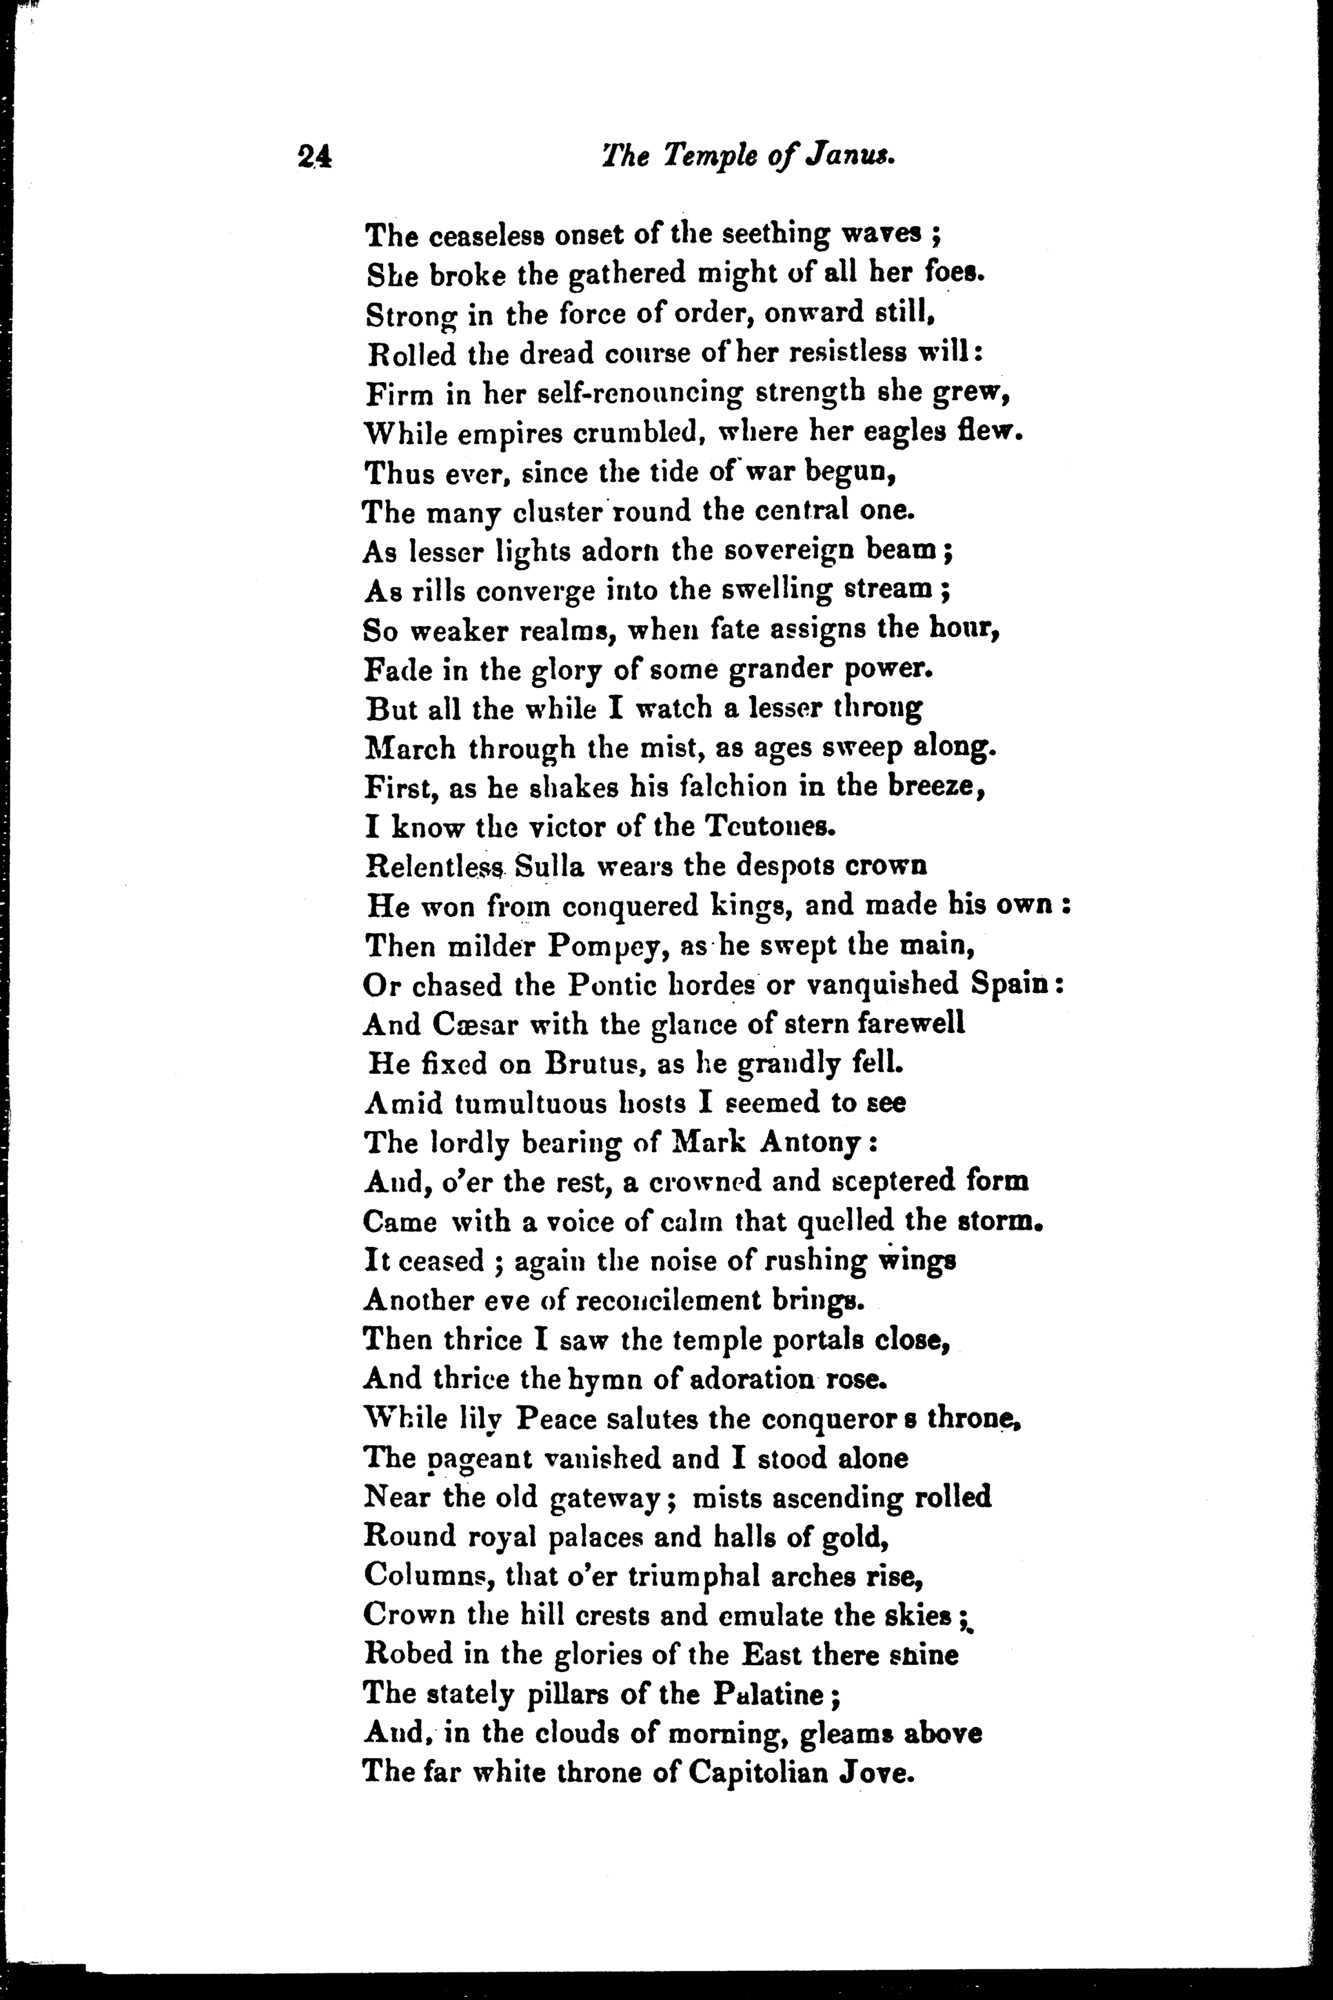 24 The Temple of Janus.
The ceaseless onset of the seething waves ;
She broke the gathered might of all her foes.
Strong in the force of order, onward still,
Rolled the dread course of her resistless will :
Firm in her self-renouncing strength she grew,
While empires crumbled, where her eagles flew.
Thus ever, since the tide of war begun,
The many cluster round the central one.
As lesser lights adorn the sovereign beam ;
As rills converge into the swelling stream ;
So weaker realms, when fate assigns the hour,
Fade in the glory of some grander power.
But all the while I watch a lesser throng
March through the mist, as ages sweep along.
First, as he shakes his falchion in the breeze,
I know the victor of the Teutones.
Relentless Sulla wears the despots crown
He won from conquered kings, and made his own :
Then milder Pompey, as he swept the main,
Or chased the Pontic hordes or vanquished Spain :
And Cæsar with the glance of stern farewell
He fixed on Brutus, as he grandly fell.
Amid tumultuous hosts I seemed to see
The lordly bearing of Mark Antony :
And, o'er the rest, a crowned and sceptered form
Came with a voice of calm that quelled the storm.
It ceased ; again the noise of rushing wings
Another eve of reconcilement brings.
Then thrice I saw the temple portals close,
And thrice the hymn of adoration rose.
While lily Peace salutes the conqueror s throne,
The pageant vanished and I stood alone
Near the old gateway ; mists ascending rolled
Round royal palaces and halls of gold,
Columns, that o'er triumphal arches rise,
Crown the hill crests and emulate the skies ;
Robed in the glories of the East there shine
The stately pillars of the Palatine ;
And, in the clouds of morning, gleams above
The far white throne of Capitolian Jove.